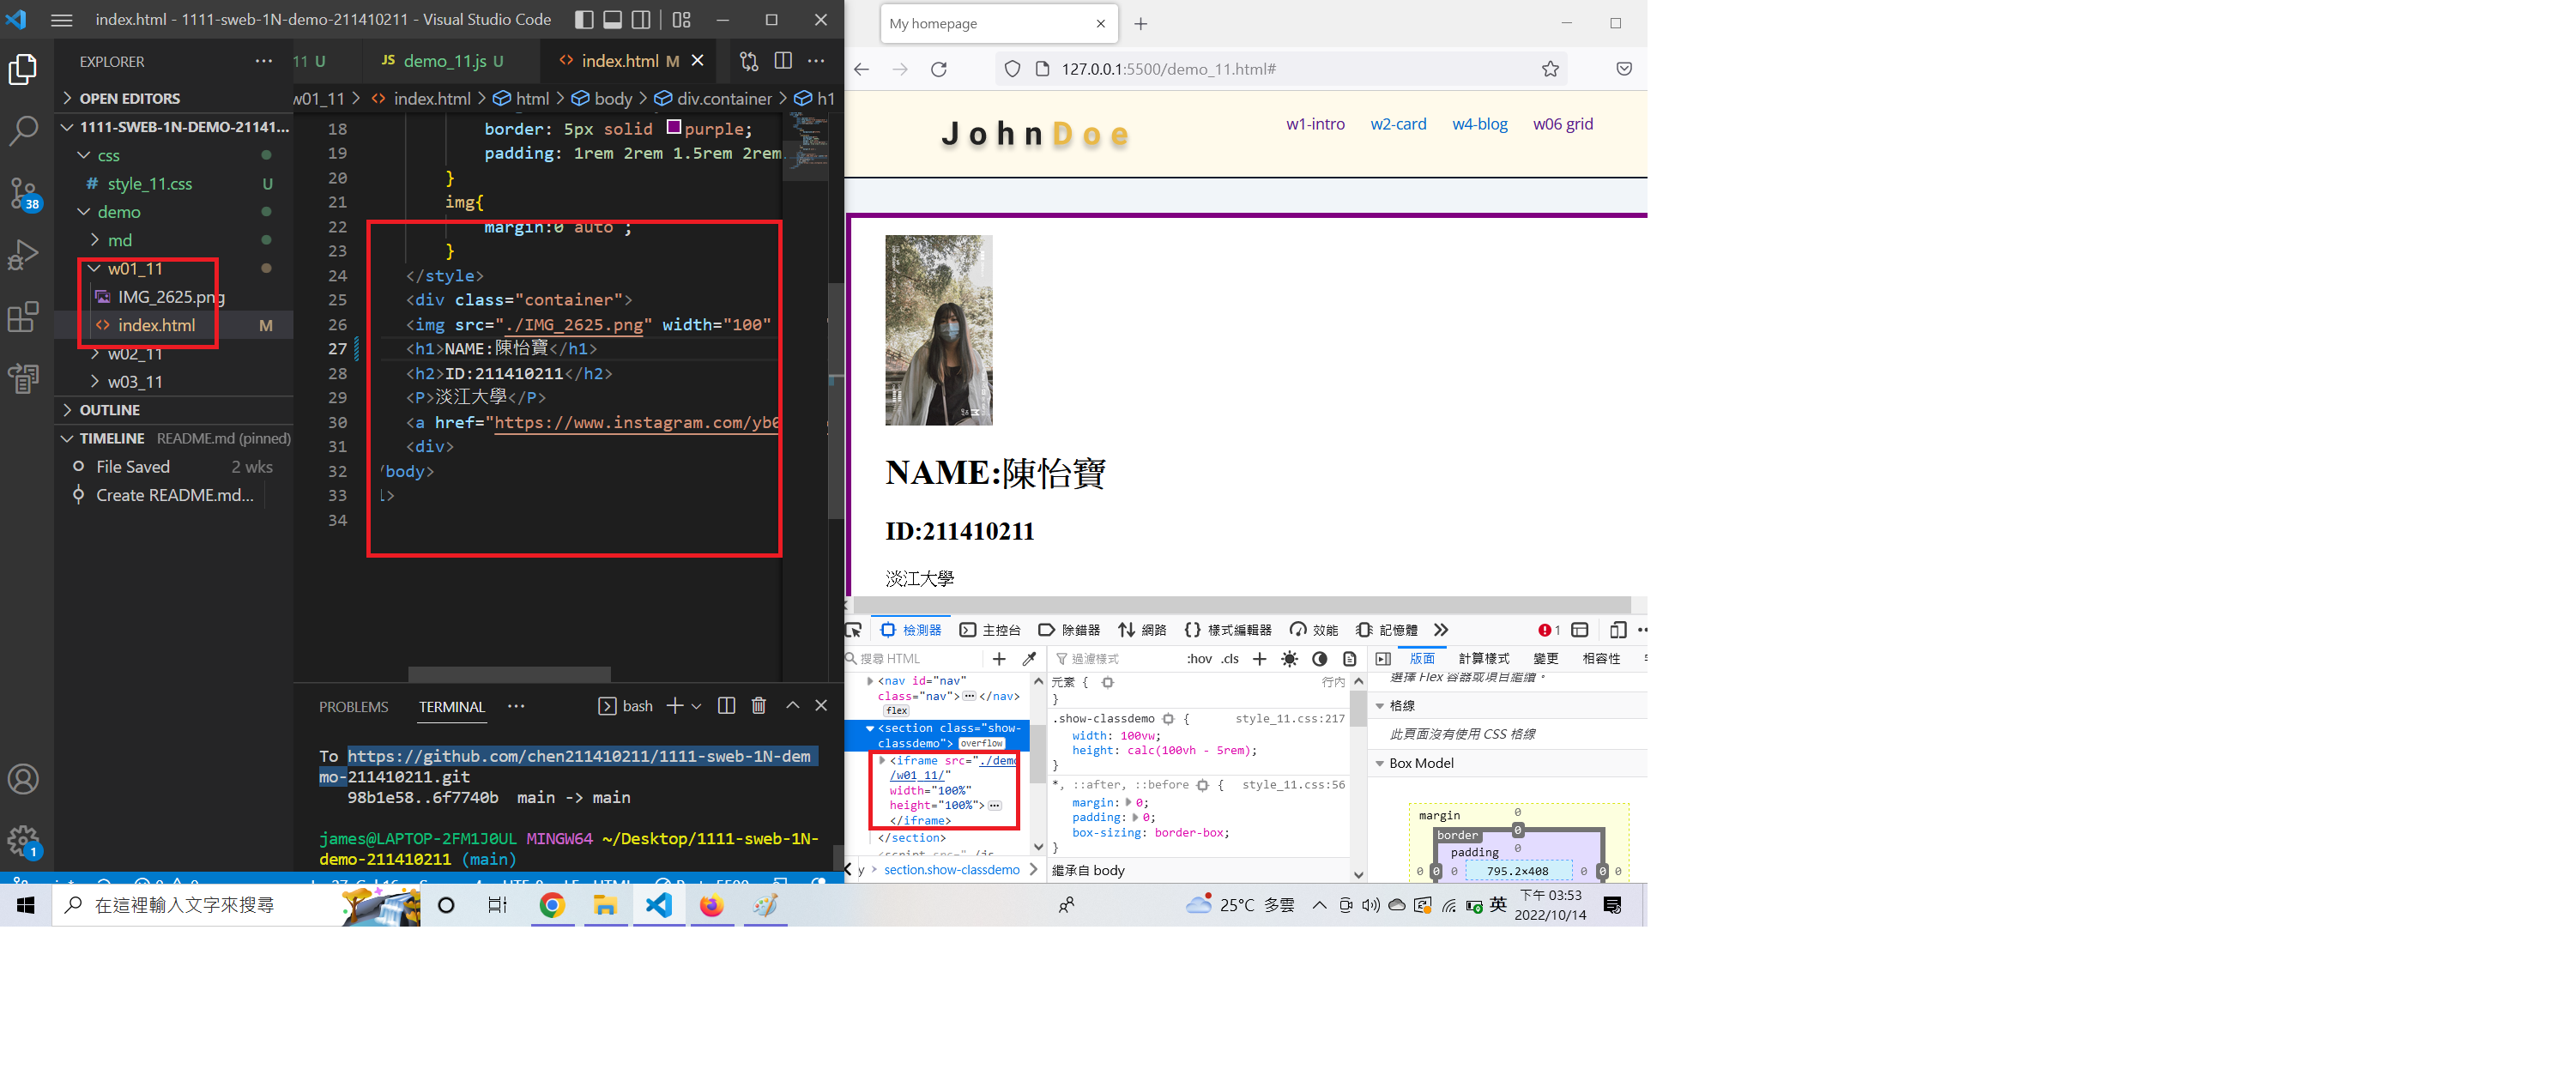 index.html - 1111-sweb-1N-demo-211410211 - Visual Studio Code
EXPLORER
OPEN EDITORS
1111-SWEB-1N-DEMO-21141...
css
# style_11.css U
demo
md
w01_11
IMG_2625.png
index.html M
w02_11
w03_11
OUTLINE
TIMELINE README.md (pinned)
File Saved 2 wks
Create README.md...
38
1
11 U
JS demo_11.js U
index.html M
w01_11 > index.html > html > body > div.container > h1
18 border: 5px solid purple;
19 padding: 1rem 2rem 1.5rem 2rem
20 }
21 img{
22 margin:0 auto ;
23 }
24 </style>
25 <div class="container">
26 <img src="./IMG_2625.png" width="100"
27 <h1>NAME:陳怡寶</h1>
28 <h2>ID:211410211</h2>
29 <P>淡江大學</P>
30 <a href="https://www.instagram.com/yb0
31 <div>
32 /body>
33 l>
34
PROBLEMS TERMINAL ... bash
To https://github.com/chen211410211/1111-sweb-1N-dem
mo-211410211.git
98b1e58..6f7740b main -> main
james@LAPTOP-2FM1J0UL MINGW64 ~/Desktop/1111-sweb-1N-
demo-211410211 (main)
My homepage
127.0.0.1:5500/demo_11.html#
JohnDoe
w1-intro w2-card w4-blog w06 grid
NAME:陳怡寶
ID:211410211
淡江大學
檢測器 主控台 除錯器 網路 樣式編輯器 效能 記憶體 1
搜尋 HTML
<nav id="nav"
class="nav"> ... </nav>
flex
<section class="show-
classdemo"> overflow
<iframe src="./demo
/w01_11/"
width="100%"
height="100%"> ...
</iframe>
</section>
y > section.show-classdemo
過濾樣式 :hov .cls
元素 { 行內
}
.show-classdemo { style_11.css:217
width: 100vw;
height: calc(100vh - 5rem);
}
*, ::after, ::before { style_11.css:56
margin: 0;
padding: 0;
box-sizing: border-box;
}
繼承自 body
版面 計算樣式 變更 相容性
選擇 Flex 容器或項目繼續。
格線
此頁面沒有使用 CSS 格線
Box Model
margin 0
border 0
padding 0
0 0 0 795.2×408 0 0 0
在這裡輸入文字來搜尋
25°C 多雲
英
下午 03:53
2022/10/14